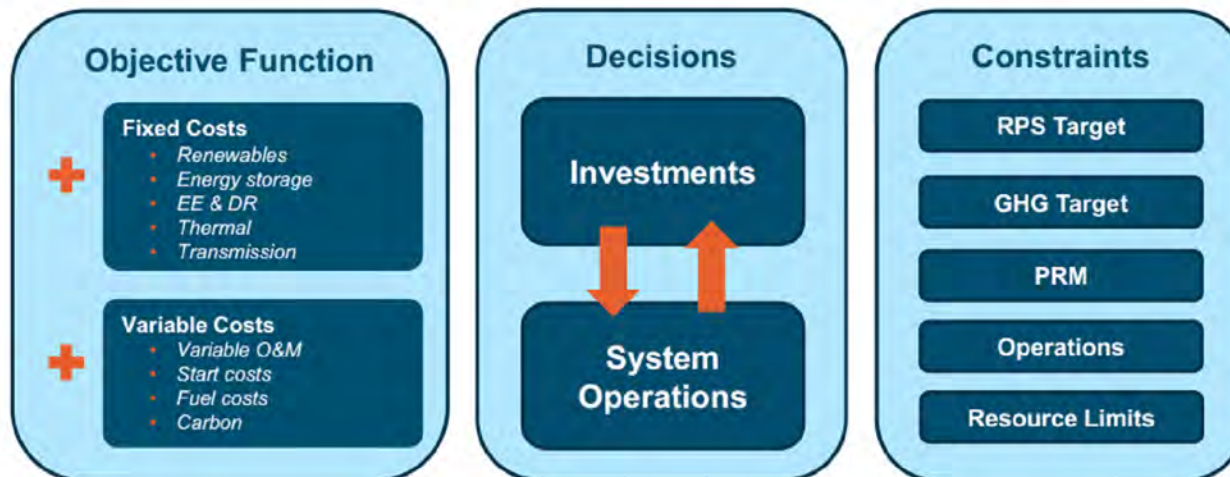 Objective Function
Fixed Costs
• Renewables
• Energy storage
• EE & DR
• Thermal
• Transmission
Variable Costs
• Variable O&M
• Start costs
• Fuel costs
• Carbon
Decisions
Investments
System
Operations
Constraints
RPS Target
GHG Target
PRM
Operations
Resource Limits